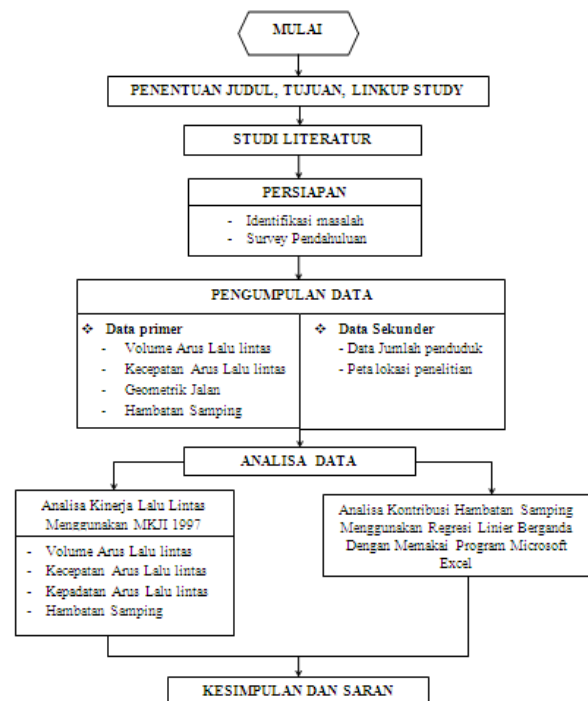 MULAI
PENENTUAN JUDUL, TUJUAN, LINKUP STUDY
STUDI LITERATUR
PERSIAPAN
- Identifikasi masalah
- Survey Pendahuluan
PENGUMPULAN DATA
❖ Data primer
- Volume Arus Lalu lintas
- Kecepatan Arus Lalu lintas
- Geometrik Jalan
- Hambatan Samping
❖ Data Sekunder
- Data Jumlah penduduk
- Peta lokasi penelitian
ANALISA DATA
Analisa Kinerja Lalu Lintas
Menggunakan MKJI 1997
- Volume Arus Lalu lintas
- Kecepatan Arus Lalu lintas
- Kepadatan Arus Lalu lintas
- Hambatan Samping
Analisa Kontribusi Hambatan Samping
Menggunakan Regresi Linier Berganda
Dengan Memakai Program Microsoft
Excel
KESIMPULAN DAN SARAN